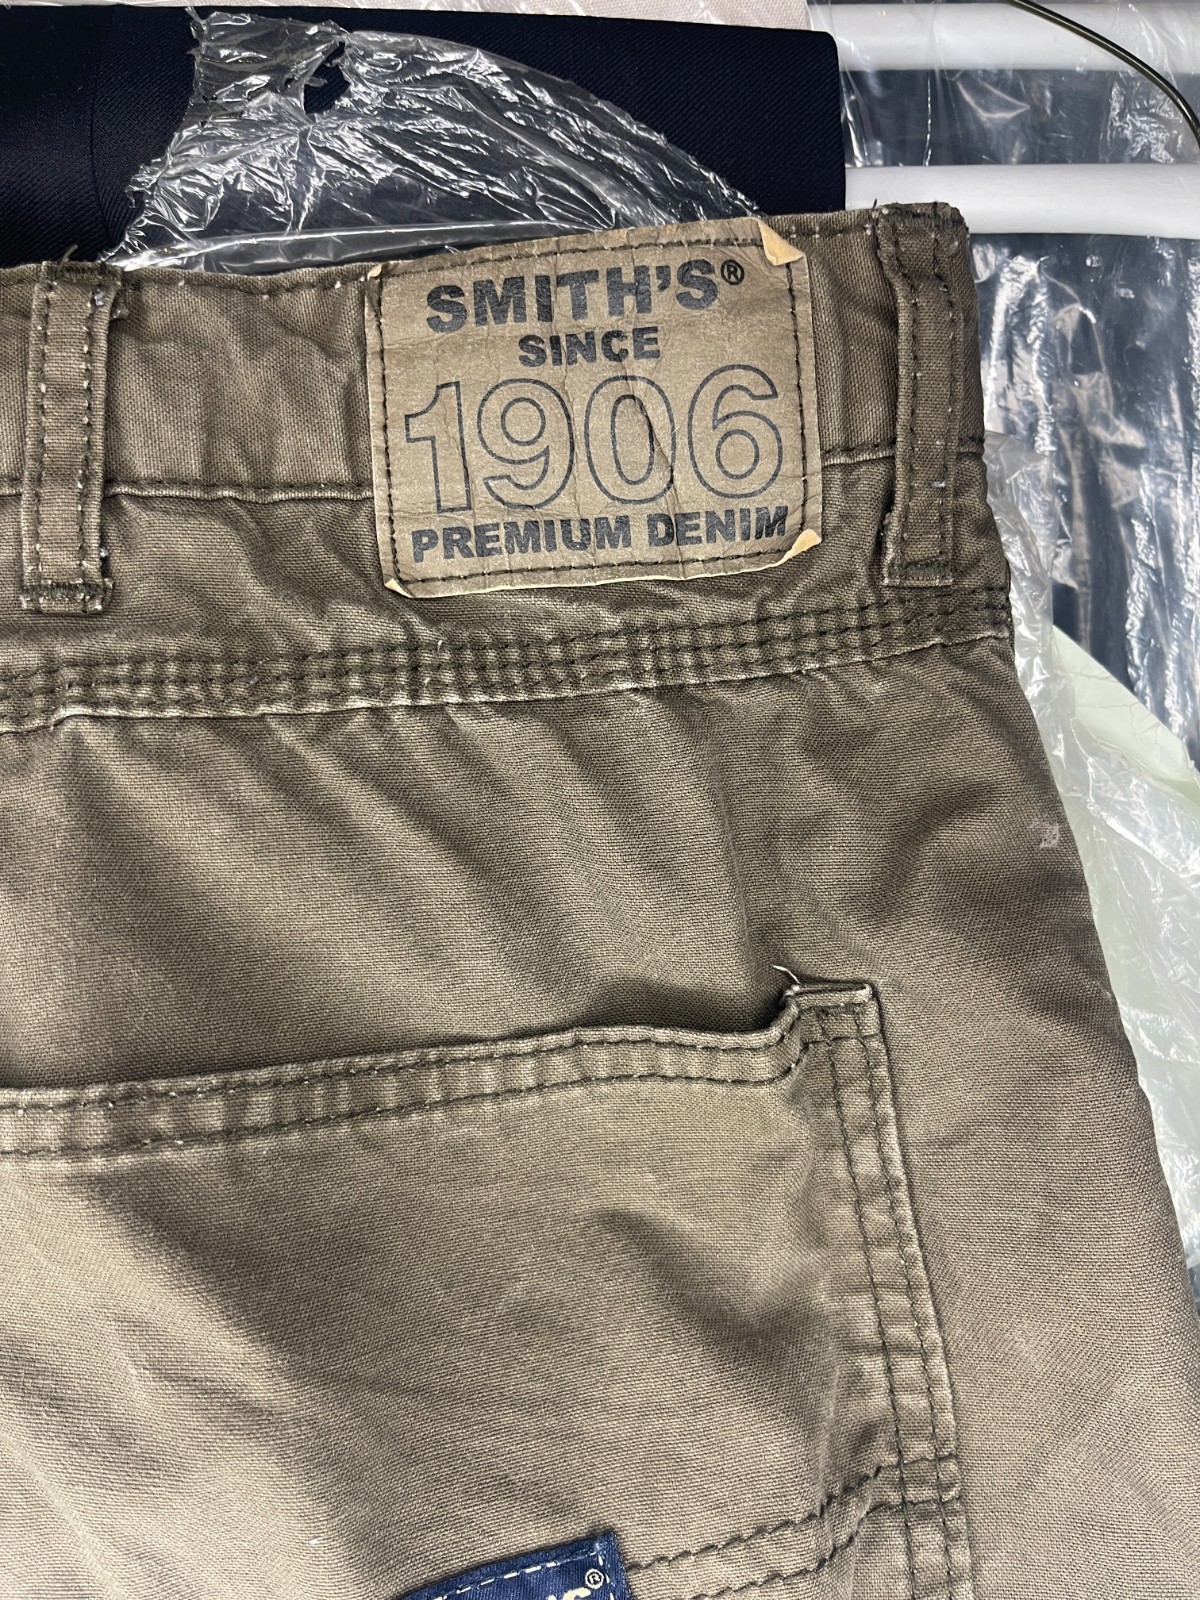 SMITH'S®
SINCE
1906
PREMIUM DENIM
®